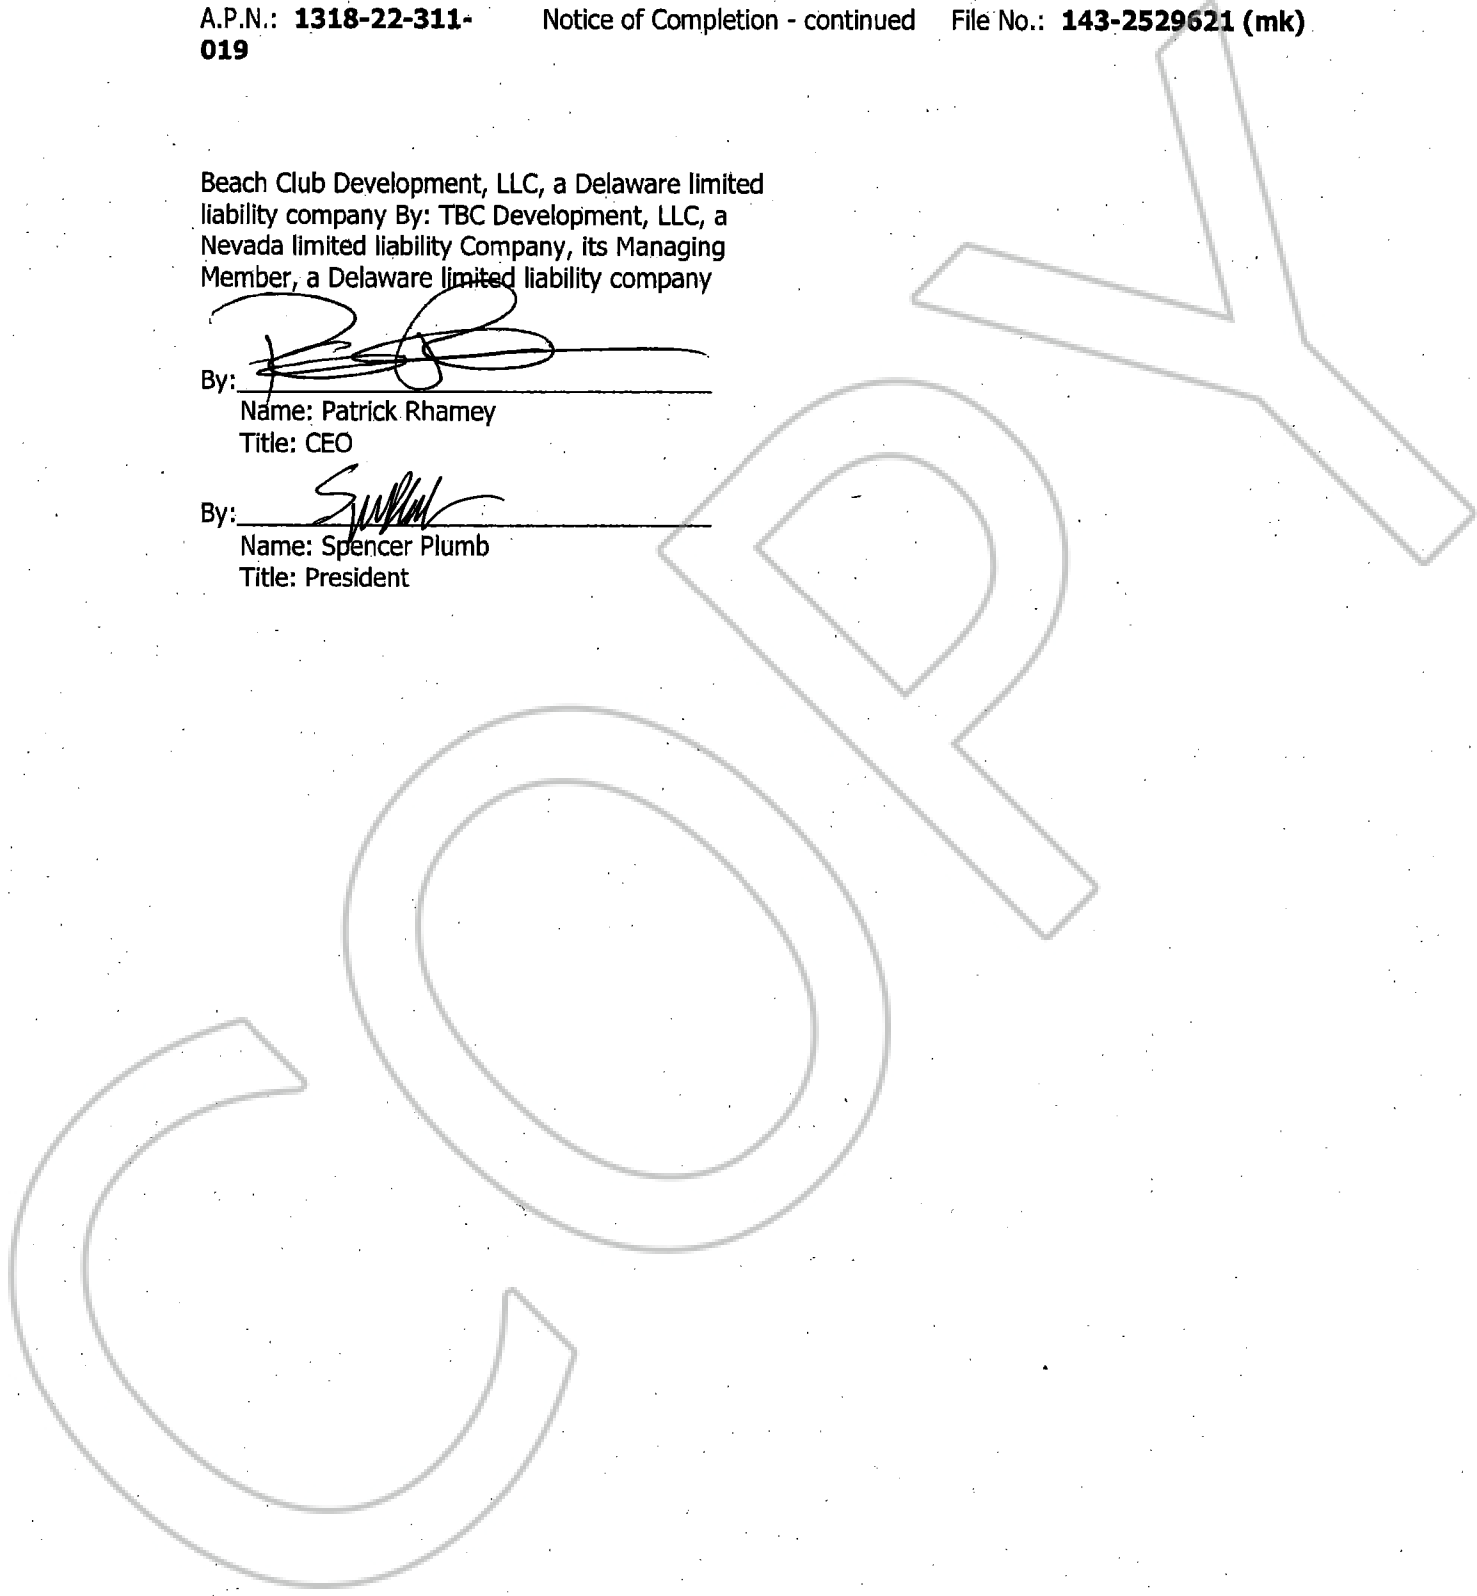 A.P.N.: 1318-22-311- Notice of Completion - continued File No.: 143-2529621 (mk)
019
Beach Club Development, LLC, a Delaware limited
liability company By: TBC Development, LLC, a
Nevada limited liability Company, its Managing
Member, a Delaware limited liability company
By:
Name: Patrick Rhamey
Title: CEO
By:
Name: Spencer Plumb
Title: President
COPY